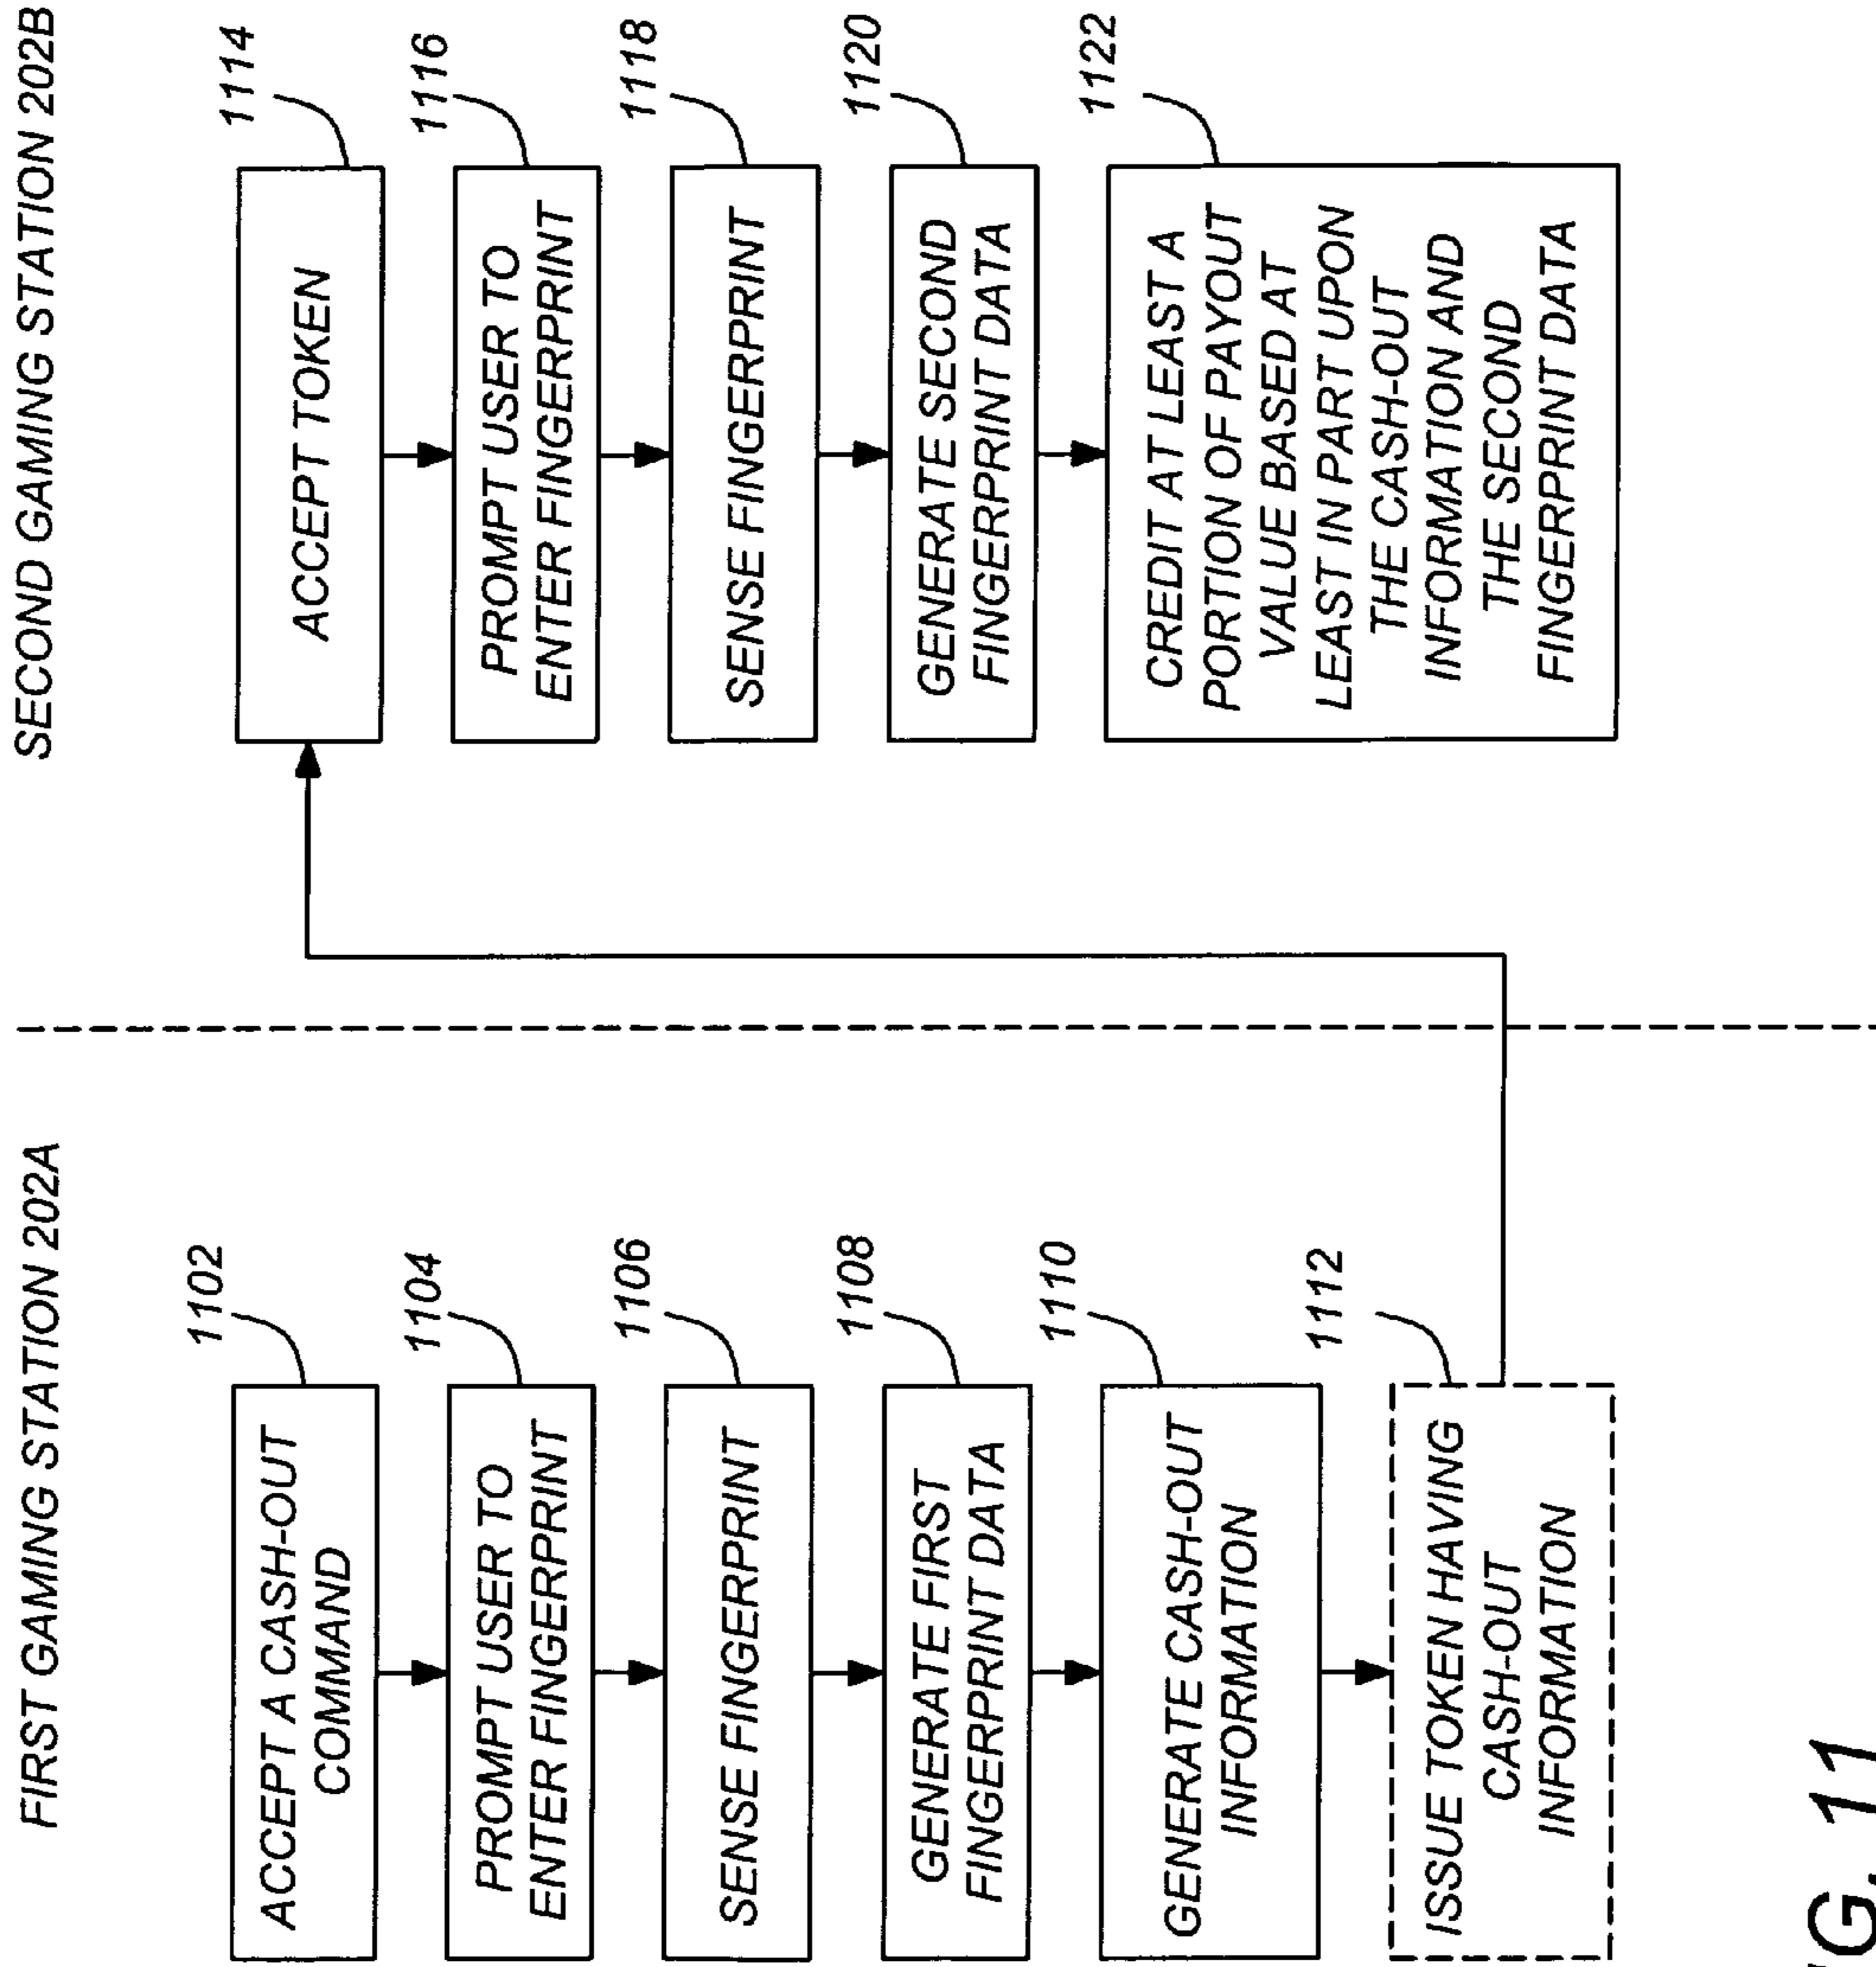 FIRST GAMING STATION 202A
1102
ACCEPT A CASH-OUT
COMMAND
1104
PROMPT USER TO
ENTER FINGERPRINT
1106
SENSE FINGERPRINT
1108
GENERATE FIRST
FINGERPRINT DATA
1110
GENERATE CASH-OUT
INFORMATION
1112
ISSUE TOKEN HAVING
CASH-OUT
INFORMATION
SECOND GAMING STATION 202B
1114
ACCEPT TOKEN
1116
PROMPT USER TO
ENTER FINGERPRINT
1118
SENSE FINGERPRINT
1120
GENERATE SECOND
FINGERPRINT DATA
1122
CREDIT AT LEAST A
PORTION OF PAYOUT
VALUE BASED AT
LEAST IN PART UPON
THE CASH-OUT
INFORMATION AND
THE SECOND
FINGERPRINT DATA
IG. 11